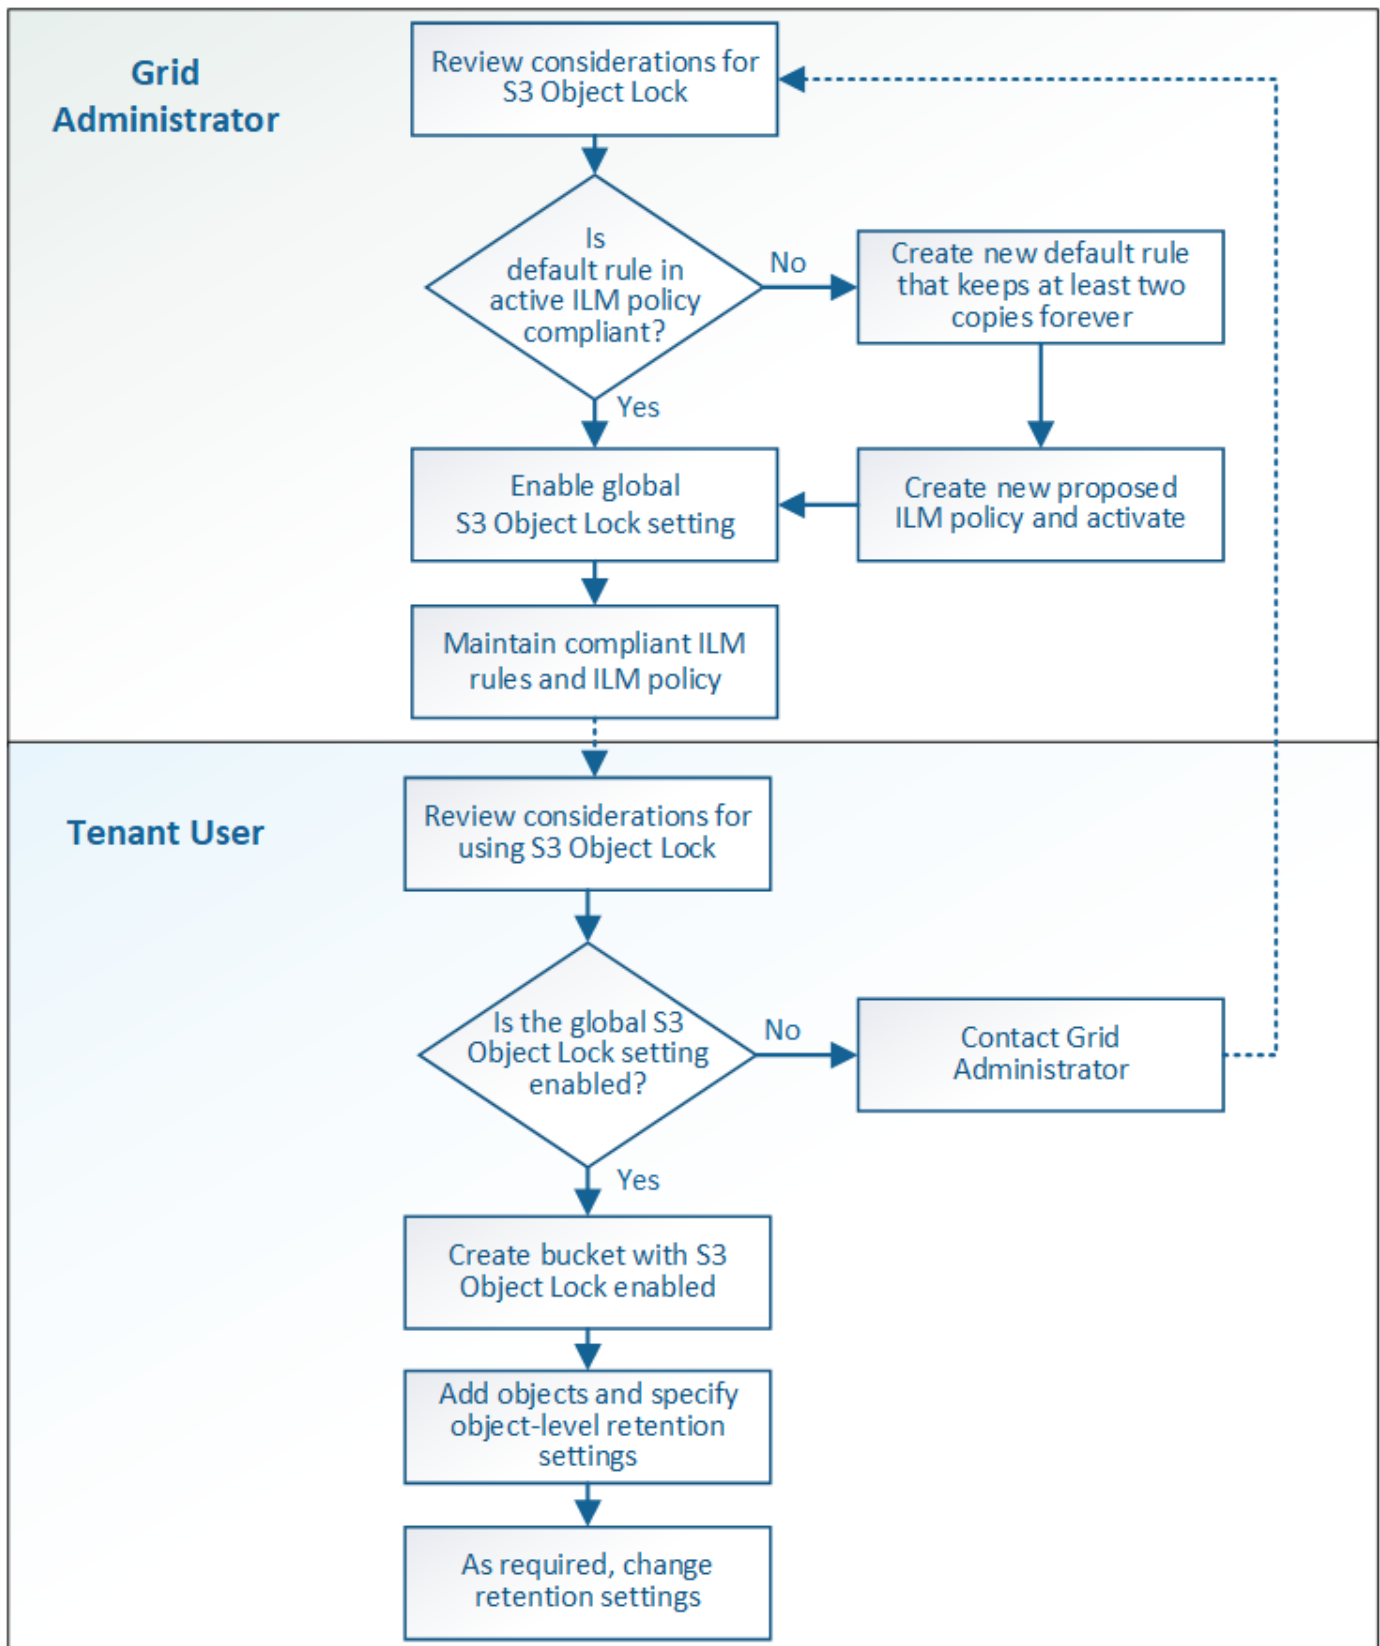 Grid
Administrator
Review considerations for
S3 Object Lock
Is
default rule in
active ILM policy
compliant?
No
Create new default rule
that keeps at least two
copies forever
Yes
Enable global
S3 Object Lock setting
Create new proposed
ILM policy and activate
Maintain compliant ILM
rules and ILM policy
Tenant User
Review considerations for
using S3 Object Lock
Is the global S3
Object Lock setting
enabled?
No
Contact Grid
Administrator
Yes
Create bucket with S3
Object Lock enabled
Add objects and specify
object-level retention
settings
As required, change
retention settings